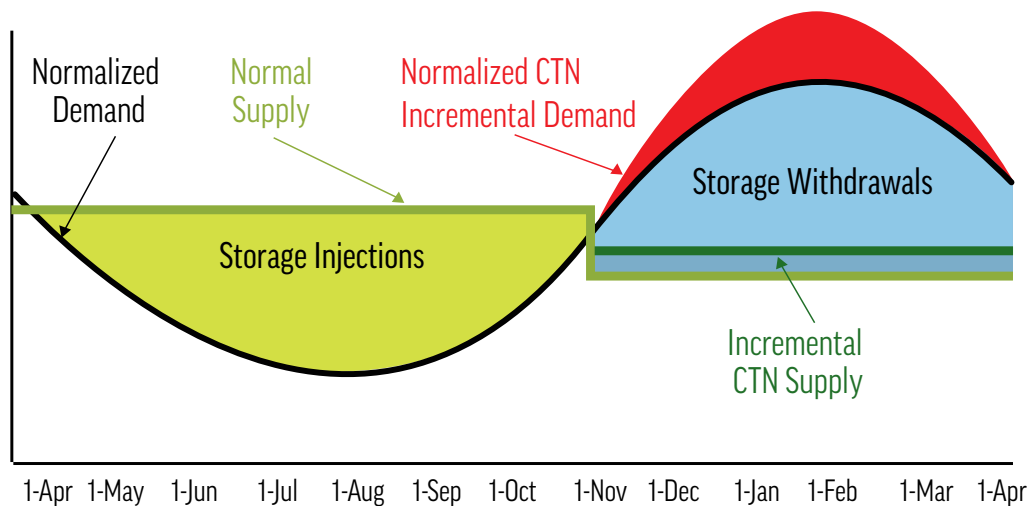 Normalized
Demand
Normal
Supply
Normalized CTN
Incremental Demand
Storage Withdrawals
Storage Injections
Incremental
CTN Supply
1-Apr 1-May 1-Jun 1-Jul 1-Aug 1-Sep 1-Oct 1-Nov 1-Dec 1-Jan 1-Feb 1-Mar 1-Apr